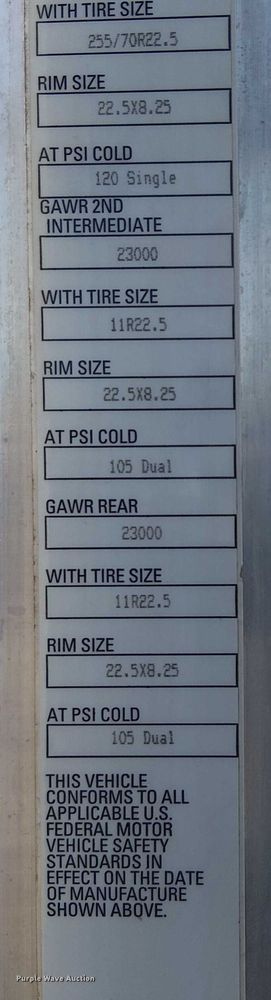 WITH TIRE SIZE
255/70R22.5
RIM SIZE
22.5X8.25
AT PSI COLD
120 Single
GAWR 2ND
INTERMEDIATE
23000
WITH TIRE SIZE
11R22.5
RIM SIZE
22.5X8.25
AT PSI COLD
105 Dual
GAWR REAR
23000
WITH TIRE SIZE
11R22.5
RIM SIZE
22.5X8.25
AT PSI COLD
105 Dual
THIS VEHICLE
CONFORMS TO ALL
APPLICABLE U.S.
FEDERAL MOTOR
VEHICLE SAFETY
STANDARDS IN
EFFECT ON THE DATE
OF MANUFACTURE
SHOWN ABOVE.
Purple Wave Auction